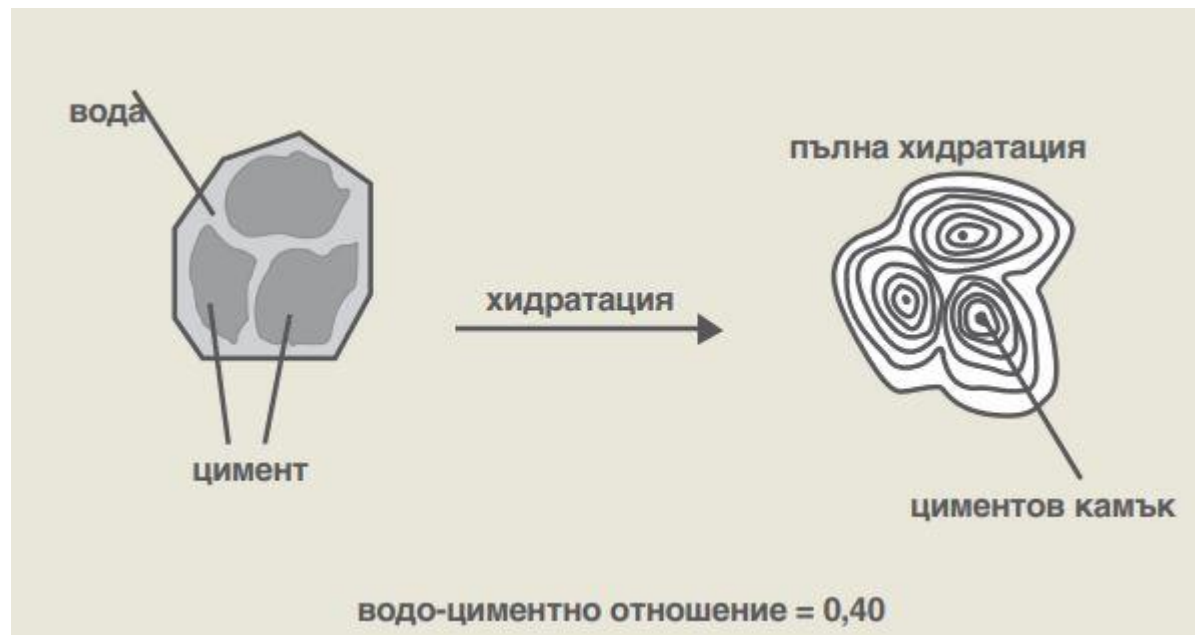 вода
пълна хидратация
хидратация
цимент
циментов камък
водо-циментно отношение = 0,40